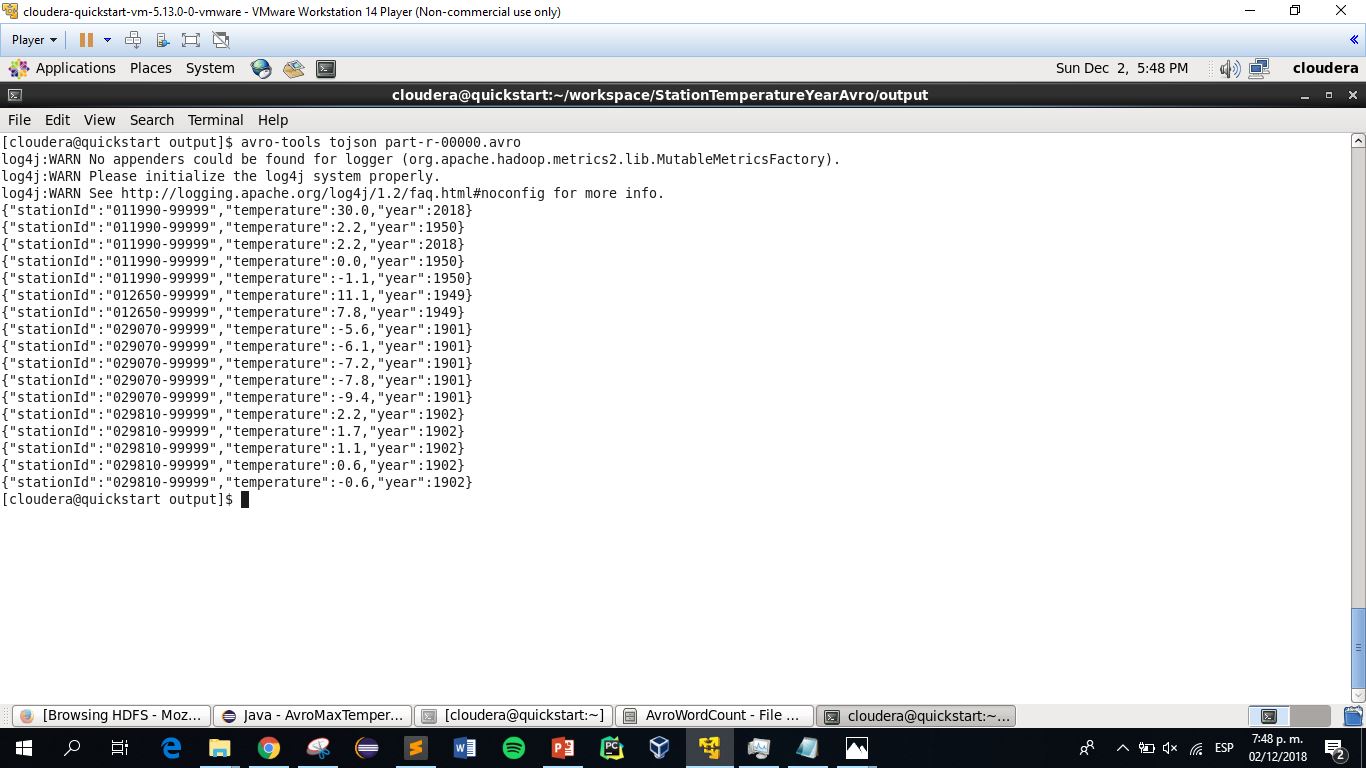 cloudera-quickstart-vm-5.13.0-0-vmware - VMware Workstation 14 Player (Non-commercial use only)
Player
Applications Places System Sun Dec 2, 5:48 PM cloudera
cloudera@quickstart:~/workspace/StationTemperatureYearAvro/output
File Edit View Search Terminal Help
[cloudera@quickstart output]$ avro-tools tojson part-r-00000.avro
log4j:WARN No appenders could be found for logger (org.apache.hadoop.metrics2.lib.MutableMetricsFactory).
log4j:WARN Please initialize the log4j system properly.
log4j:WARN See http://logging.apache.org/log4j/1.2/faq.html#noconfig for more info.
{"stationId":"011990-99999","temperature":30.0,"year":2018}
{"stationId":"011990-99999","temperature":2.2,"year":1950}
{"stationId":"011990-99999","temperature":2.2,"year":2018}
{"stationId":"011990-99999","temperature":0.0,"year":1950}
{"stationId":"011990-99999","temperature":-1.1,"year":1950}
{"stationId":"012650-99999","temperature":11.1,"year":1949}
{"stationId":"012650-99999","temperature":7.8,"year":1949}
{"stationId":"029070-99999","temperature":-5.6,"year":1901}
{"stationId":"029070-99999","temperature":-6.1,"year":1901}
{"stationId":"029070-99999","temperature":-7.2,"year":1901}
{"stationId":"029070-99999","temperature":-7.8,"year":1901}
{"stationId":"029070-99999","temperature":-9.4,"year":1901}
{"stationId":"029810-99999","temperature":2.2,"year":1902}
{"stationId":"029810-99999","temperature":1.7,"year":1902}
{"stationId":"029810-99999","temperature":1.1,"year":1902}
{"stationId":"029810-99999","temperature":0.6,"year":1902}
{"stationId":"029810-99999","temperature":-0.6,"year":1902}
[cloudera@quickstart output]$
[Browsing HDFS - Moz... Java - AvroMaxTemper... [cloudera@quickstart:~] AvroWordCount - File ... cloudera@quickstart:~...
ESP 7:48 p. m.
02/12/2018 2